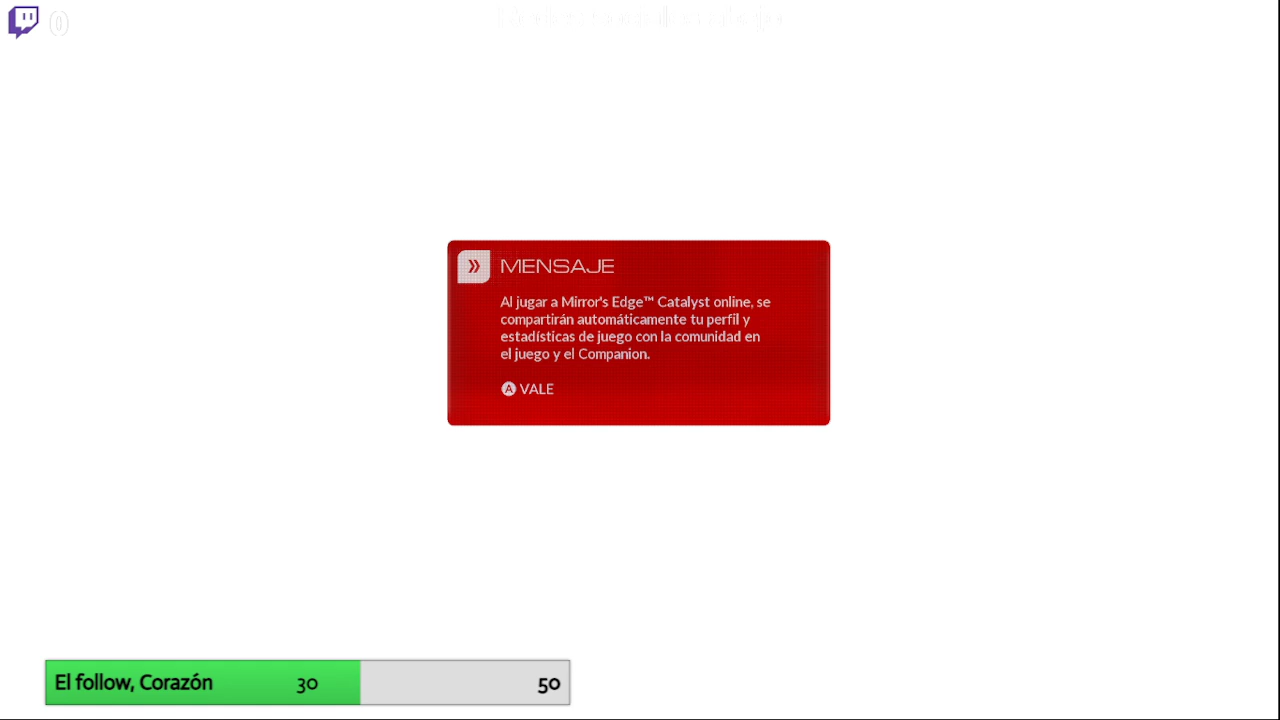 0
MENSAJE
Al jugar a Mirror's Edge™ Catalyst online, se
compartirán automáticamente tu perfil y
estadísticas de juego con la comunidad en
el juego y el Companion.
A VALE
El follow, Corazón 30 50